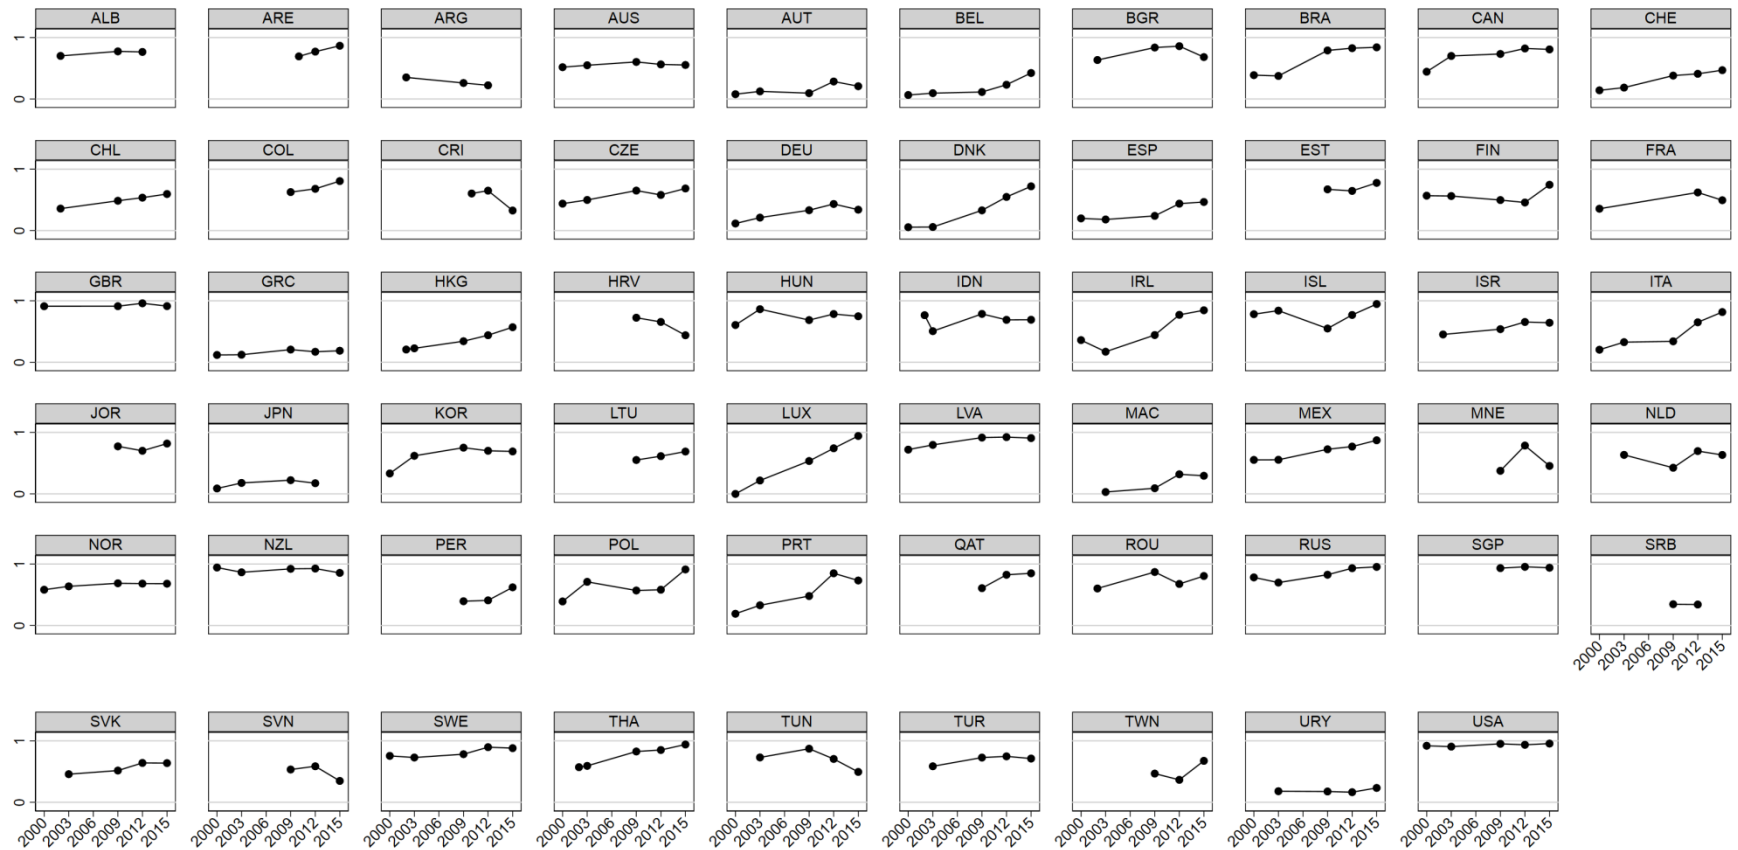 ALB ARE ARG AUS AUT BEL BGR BRA CAN CHE
1
0
CHL COL CRI CZE DEU DNK ESP EST FIN FRA
1
0
GBR GRC HKG HRV HUN IDN IRL ISL ISR ITA
1
0
JOR JPN KOR LTU LUX LVA MAC MEX MNE NLD
1
0
NOR NZL PER POL PRT QAT ROU RUS SGP SRB
1
0
2000 2003 2006 2009 2012 2015
SVK SVN SWE THA TUN TUR TWN URY USA
1
0
2000 2003 2006 2009 2012 2015 2000 2003 2006 2009 2012 2015 2000 2003 2006 2009 2012 2015 2000 2003 2006 2009 2012 2015 2000 2003 2006 2009 2012 2015 2000 2003 2006 2009 2012 2015 2000 2003 2006 2009 2012 2015 2000 2003 2006 2009 2012 2015 2000 2003 2006 2009 2012 2015